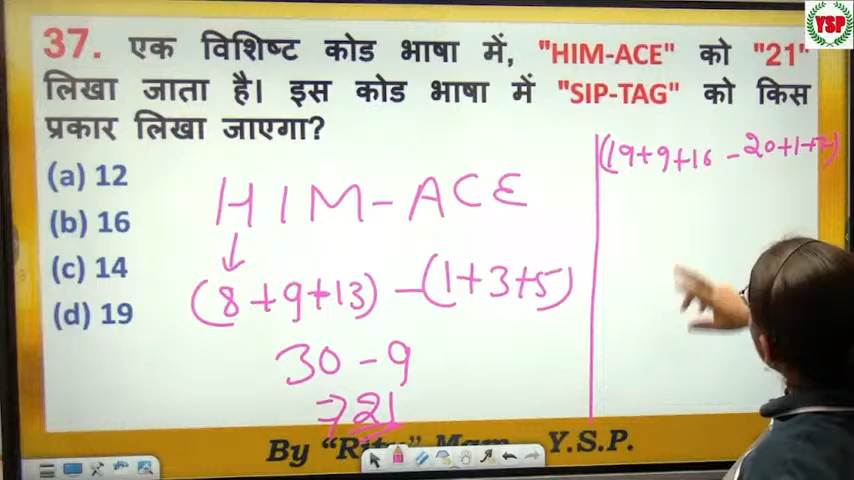 YSP
37. एक विशिष्ट कोड भाषा में, "HIM-ACE" को "21"
लिखा जाता है। इस कोड भाषा में "SIP-TAG" को किस
प्रकार लिखा जाएगा?
(a) 12
(b) 16
(c) 14
(d) 19
HIM-ACE
(8+9+13) -(1+3+5)
30-9
21
(19+9+16 - 20+1+7)
By Mam Y.S.P.